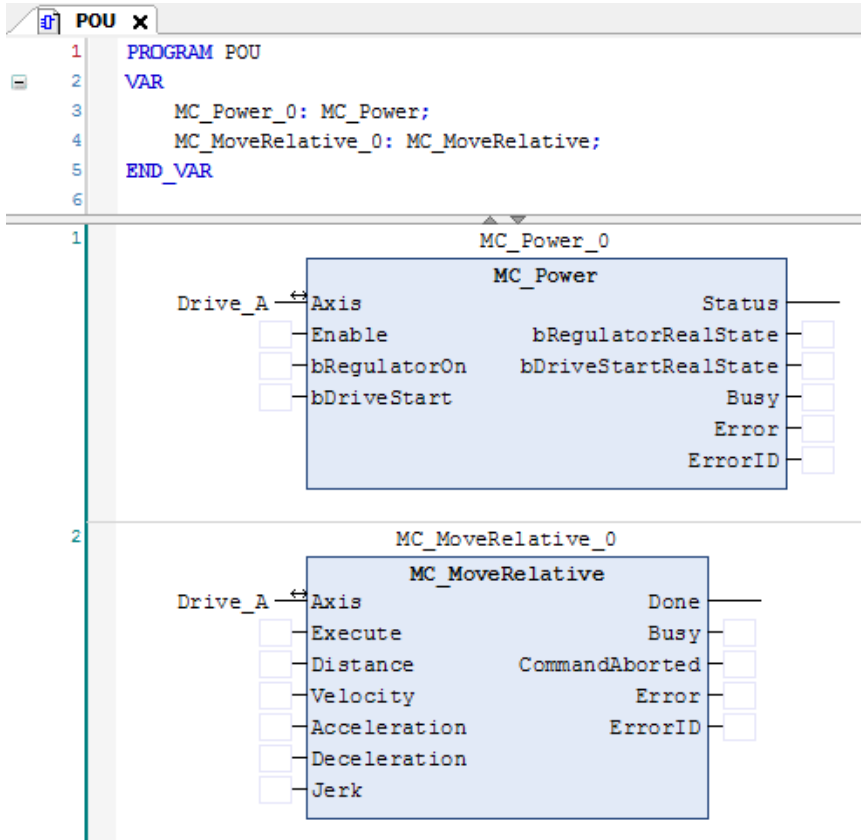 POU
1 PROGRAM POU
2 VAR
3 MC_Power_0: MC_Power;
4 MC_MoveRelative_0: MC_MoveRelative;
5 END_VAR
6
1 MC_Power_0
MC_Power
Drive_A Axis Status
Enable bRegulatorRealState
bRegulatorOn bDriveStartRealState
bDriveStart Busy
Error
ErrorID
2 MC_MoveRelative_0
MC_MoveRelative
Drive_A Axis Done
Execute Busy
Distance CommandAborted
Velocity Error
Acceleration ErrorID
Deceleration
Jerk